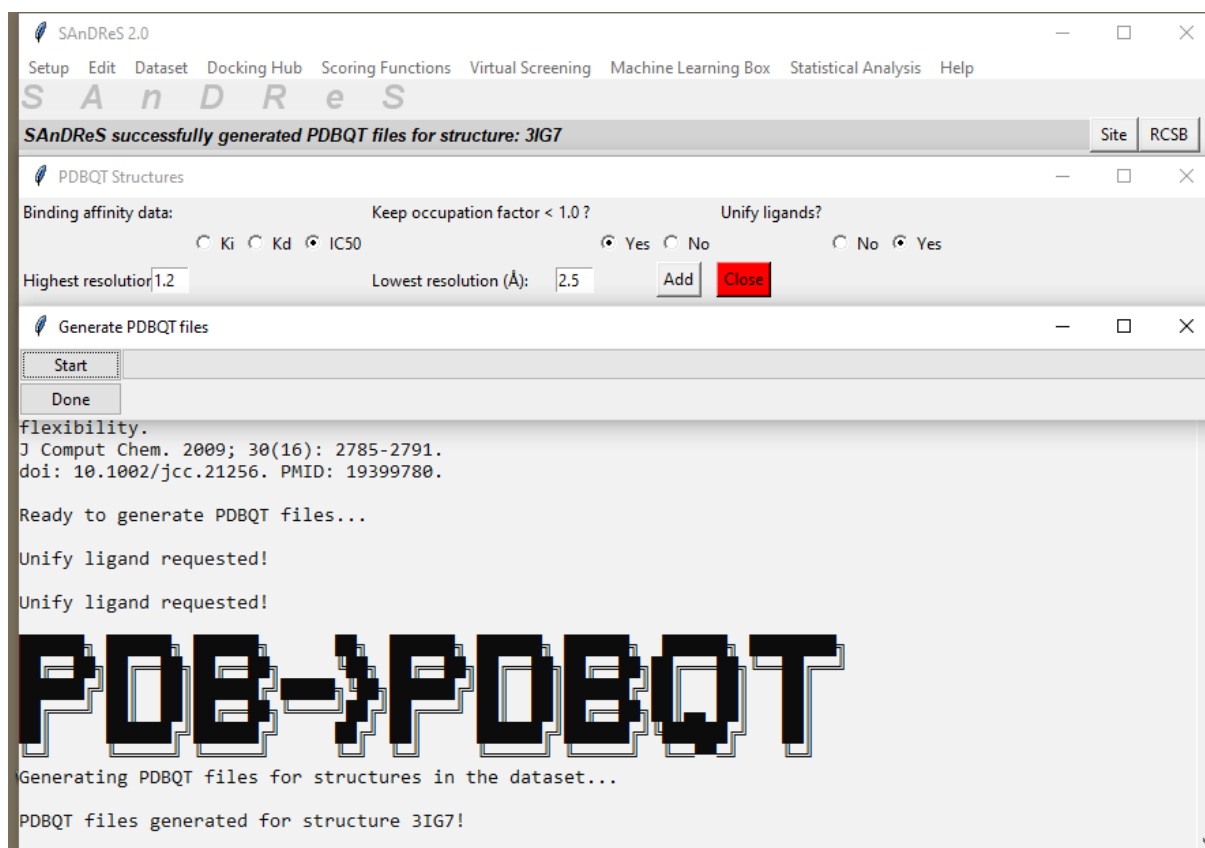 SAnDReS 2.0
Setup Edit Dataset Docking Hub Scoring Functions Virtual Screening Machine Learning Box Statistical Analysis Help
S A n D R e S
SAnDReS successfully generated PDBQT files for structure: 3IG7 Site RCSB
PDBQT Structures
Binding affinity data: Keep occupation factor < 1.0 ? Unify ligands?
Ki Kd IC50 Yes No No Yes
Highest resolution 1.2 Lowest resolution (Å): 2.5 Add Close
Generate PDBQT files
Start
Done
flexibility.
J Comput Chem. 2009; 30(16): 2785-2791.
doi: 10.1002/jcc.21256. PMID: 19399780.
Ready to generate PDBQT files...
Unify ligand requested!
Unify ligand requested!
PDB->PDBQT
Generating PDBQT files for structures in the dataset...
PDBQT files generated for structure 3IG7!